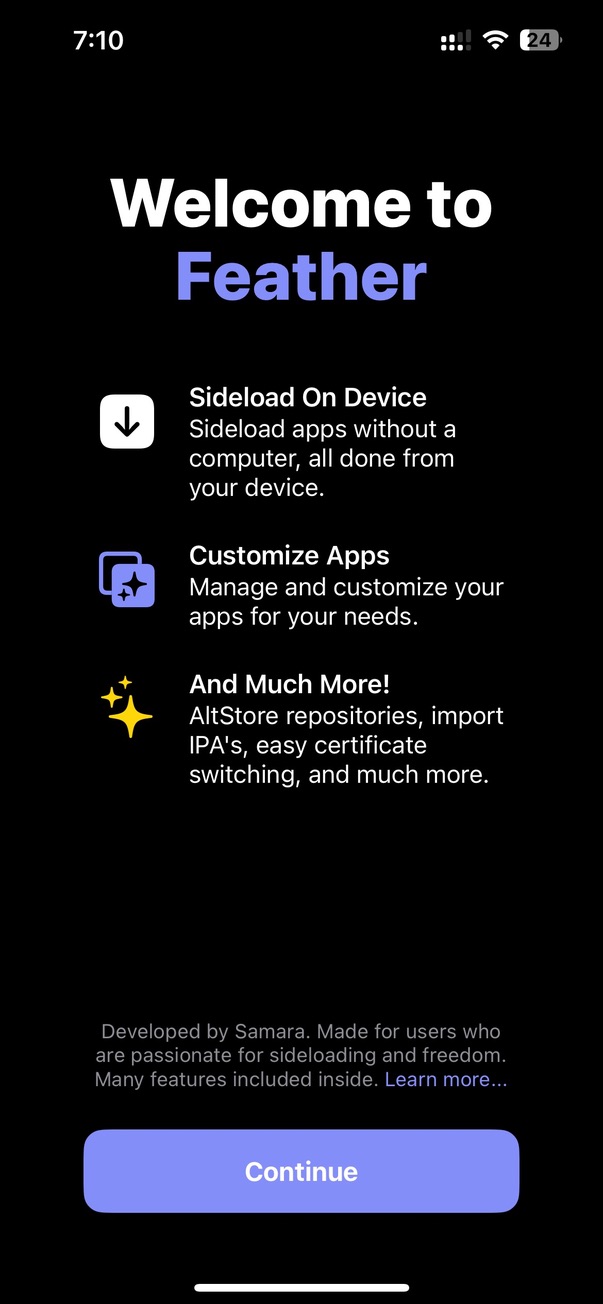 7:10
24
Welcome to
Feather
Sideload On Device
Sideload apps without a
computer, all done from
your device.
Customize Apps
Manage and customize your
apps for your needs.
And Much More!
AltStore repositories, import
IPA's, easy certificate
switching, and much more.
Developed by Samara. Made for users who
are passionate for sideloading and freedom.
Many features included inside. Learn more...
Continue